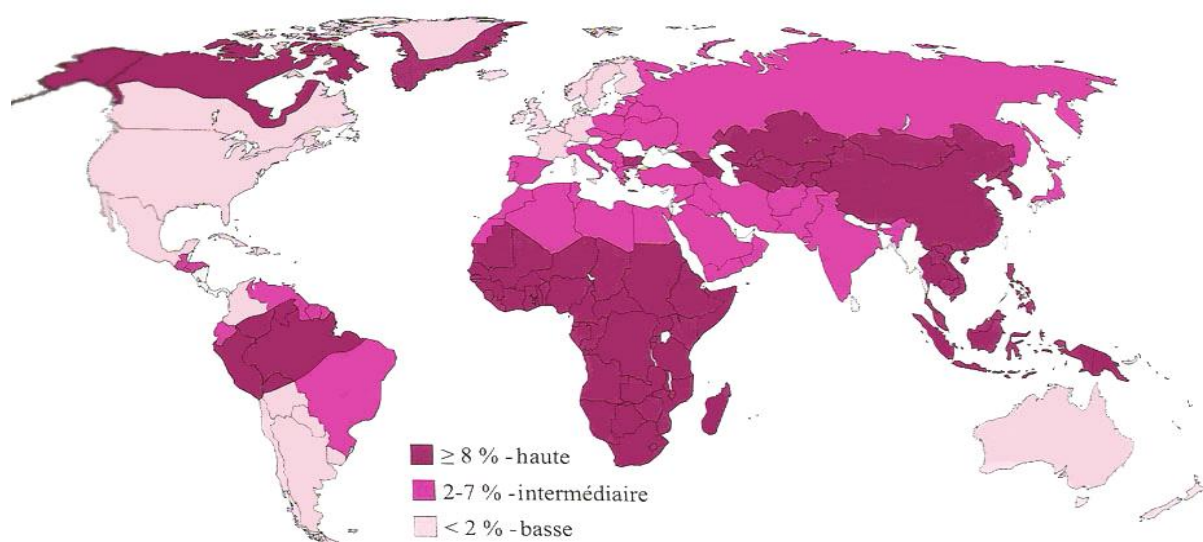 ≥ 8 % - haute
2-7 % - intermédiaire
< 2 % - basse